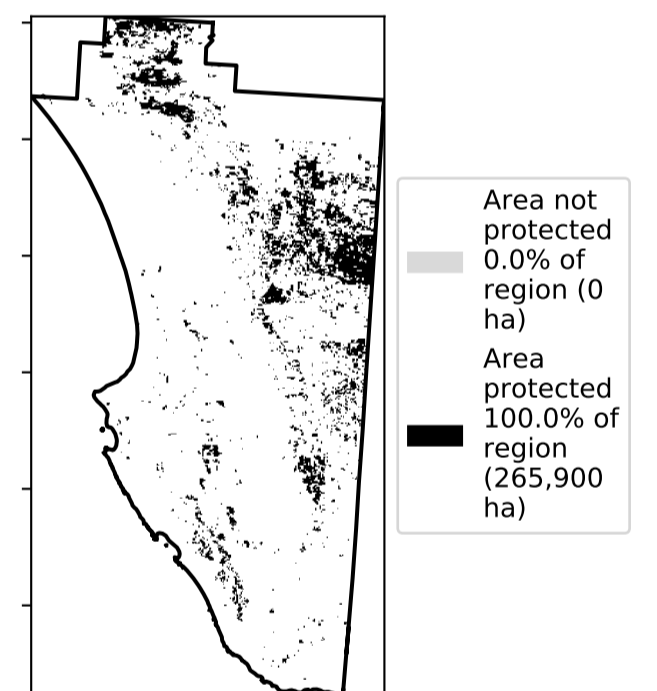 Area not
protected
0.0% of
region (0
ha)
Area
protected
100.0% of
region
(265,900
ha)